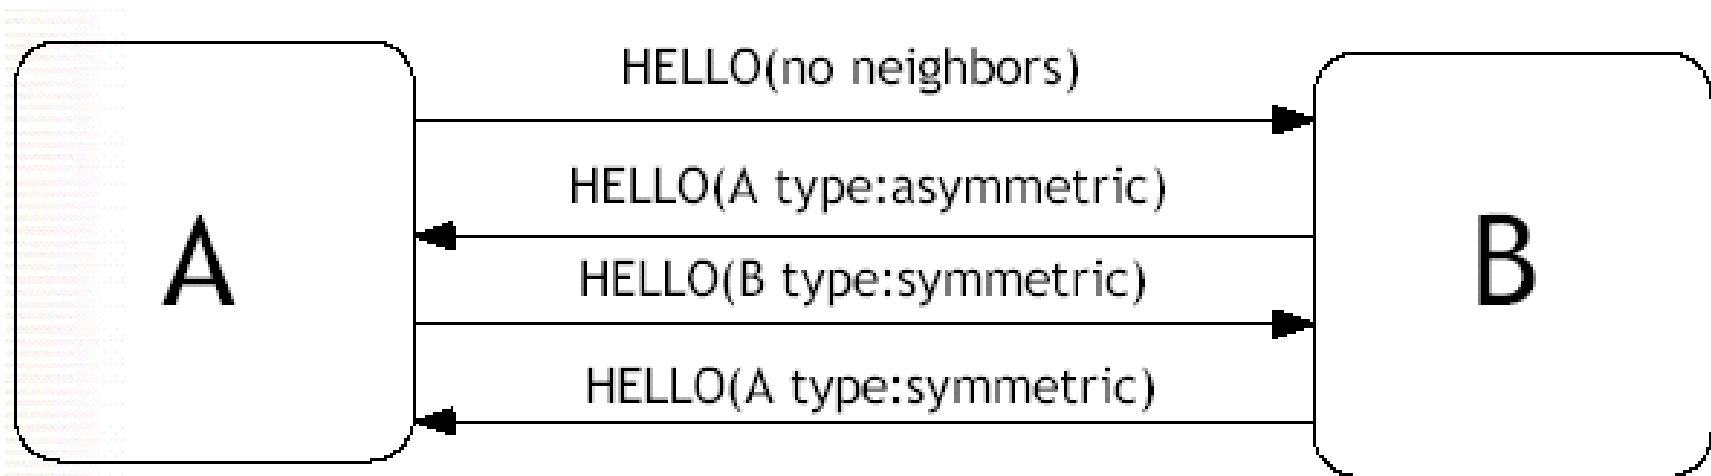 HELLO(no neighbors)
HELLO(A type:asymmetric)
A
B
HELLO(B type:symmetric)
HELLO(A type:symmetric)